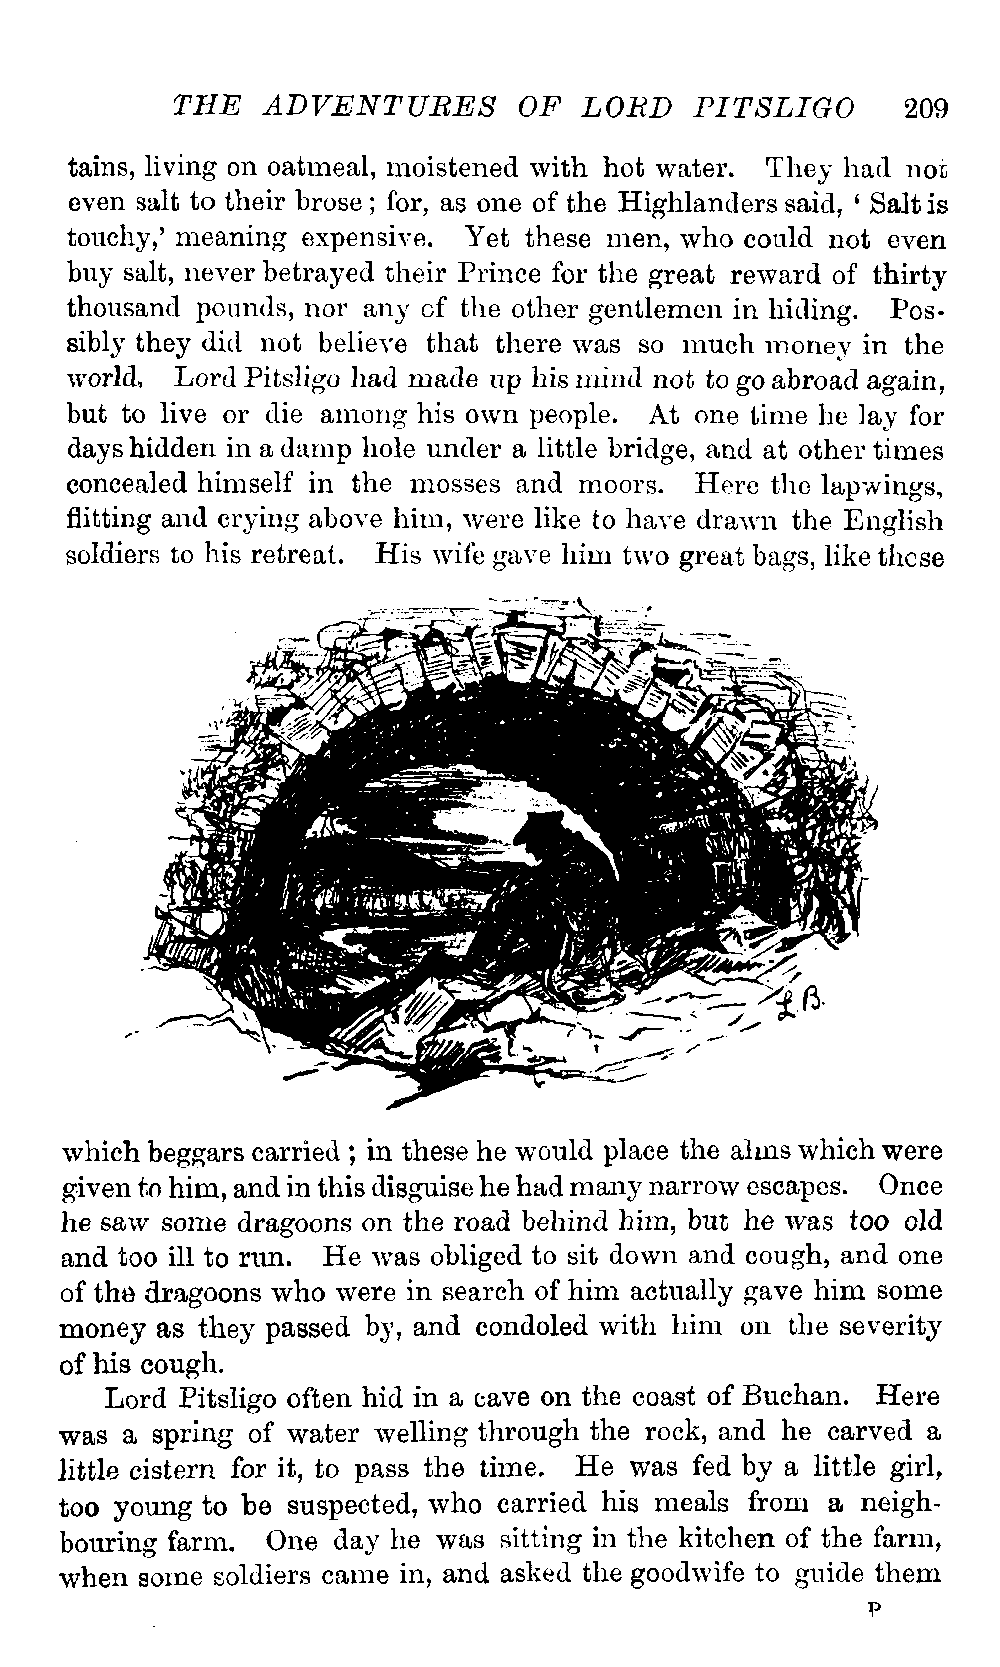 THE ADVENTURES OF LORD PITSLIGO 209
tains, living on oatmeal, moistened with hot water. They had not
even salt to their brose; for, as one of the Highlanders said, ‘Salt is
touchy,’ meaning expensive. Yet these men, who could not even
buy salt, never betrayed their Prince for the great reward of thirty
thousand pounds, nor any of the other gentlemen in hiding. Pos-
sibly they did not believe that there was so much money in the
world. Lord Pitsligo had made up his mind not to go abroad again,
but to live or die among his own people. At one time he lay for
days hidden in a damp hole under a little bridge, and at other times
concealed himself in the mosses and moors. Here the lapwings,
flitting and crying above him, were like to have drawn the English
soldiers to his retreat. His wife gave him two great bags, like those
L B.
which beggars carried; in these he would place the alms which were
given to him, and in this disguise he had many narrow escapes. Once
he saw some dragoons on the road behind him, but he was too old
and too ill to run. He was obliged to sit down and cough, and one
of the dragoons who were in search of him actually gave him some
money as they passed by, and condoled with him on the severity
of his cough.
Lord Pitsligo often hid in a cave on the coast of Buchan. Here
was a spring of water welling through the rock, and he carved a
little cistern for it, to pass the time. He was fed by a little girl,
too young to be suspected, who carried his meals from a neigh-
bouring farm. One day he was sitting in the kitchen of the farm,
when some soldiers came in, and asked the goodwife to guide them
P